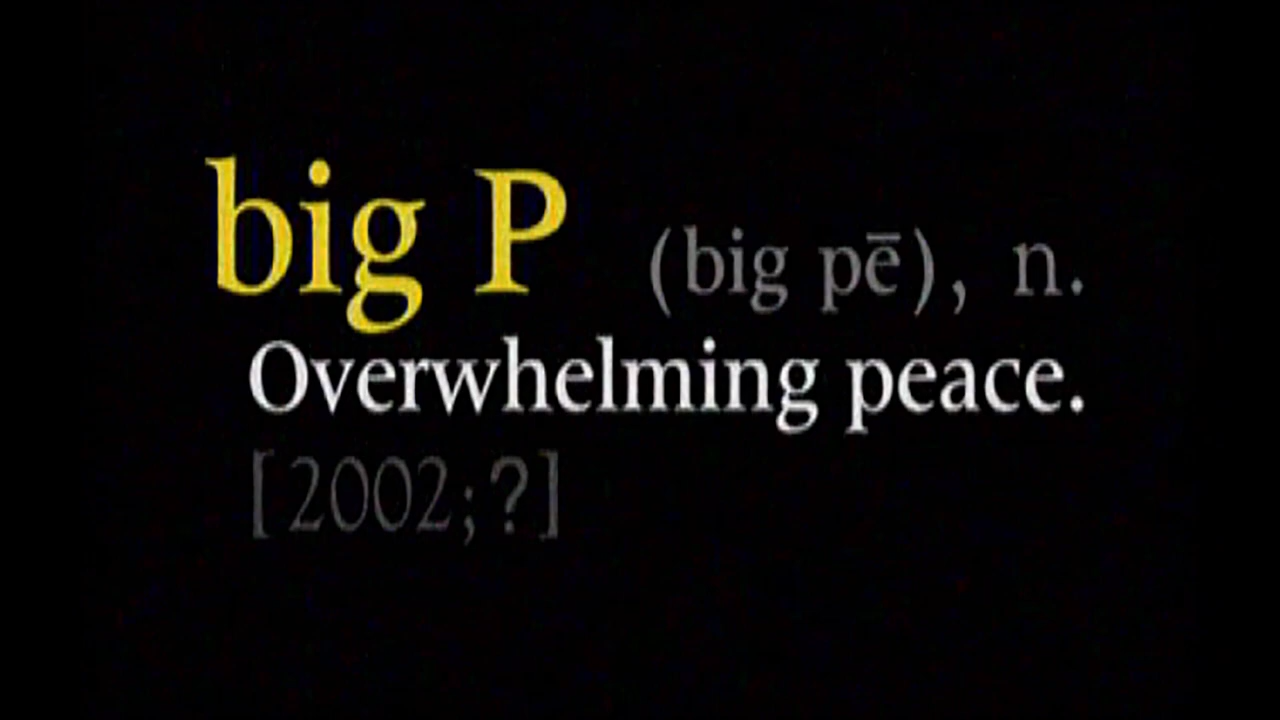 big P (big pē), n.
Overwhelming peace.
[2002;?]